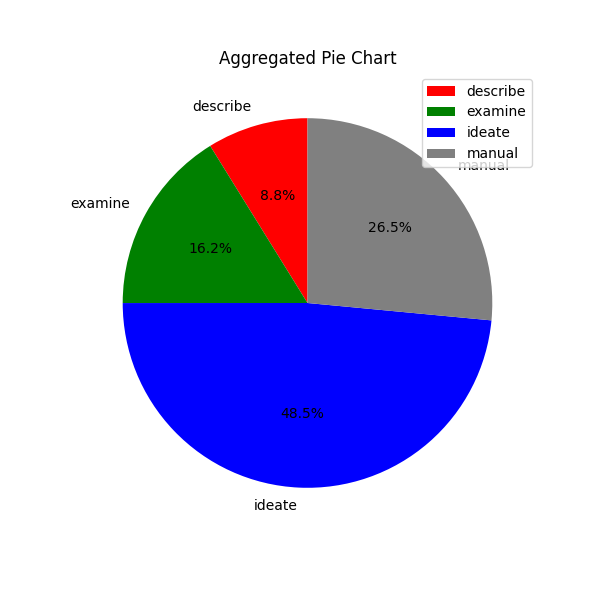 Aggregated Pie Chart
describe
examine
ideate
manual
describe
manual
8.8%
examine
26.5%
16.2%
48.5%
ideate